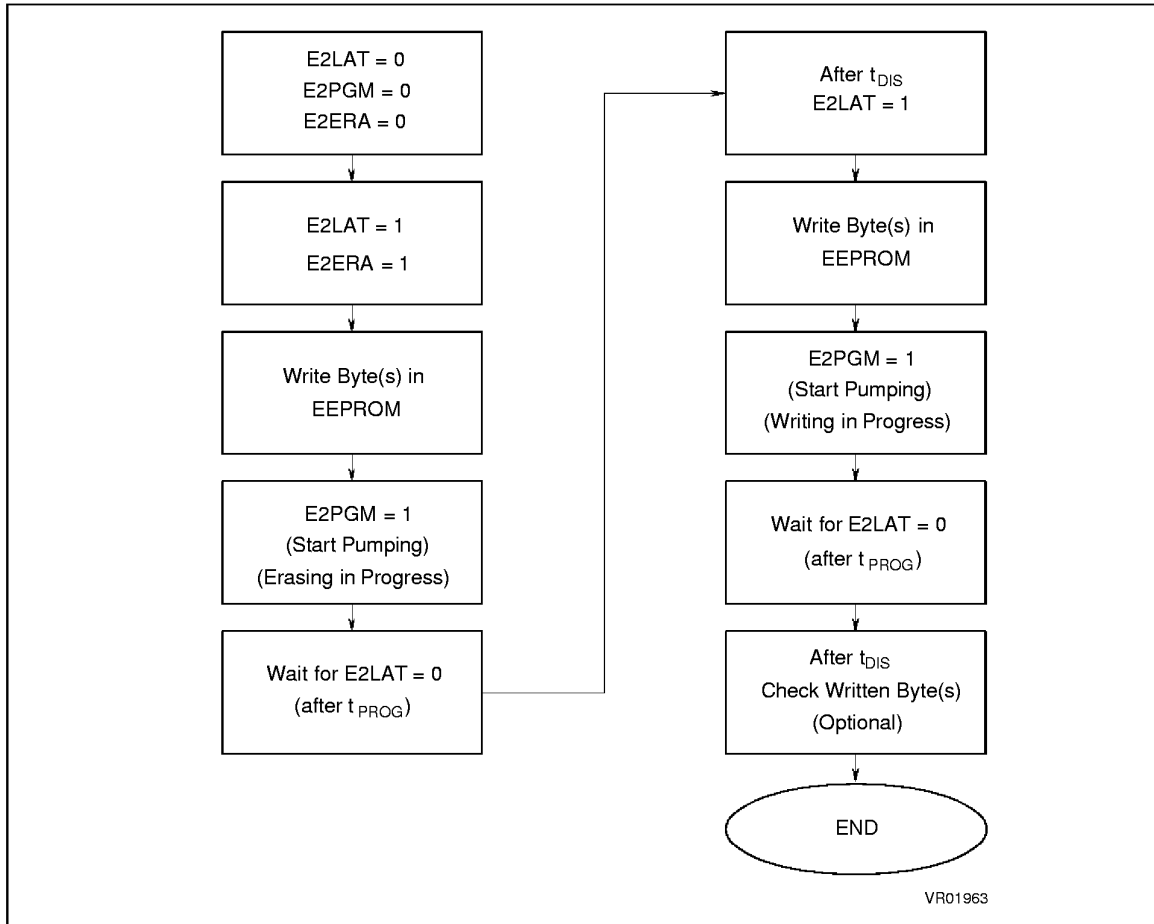 E2LAT = 0
E2PGM = 0
E2ERA = 0
E2LAT = 1
E2ERA = 1
Write Byte(s) in
EEPROM
E2PGM = 1
(Start Pumping)
(Erasing in Progress)
Wait for E2LAT = 0
(after tPROG)
After tDIS
E2LAT = 1
Write Byte(s) in
EEPROM
E2PGM = 1
(Start Pumping)
(Writing in Progress)
Wait for E2LAT = 0
(after tPROG)
After tDIS
Check Written Byte(s)
(Optional)
END
VR01963